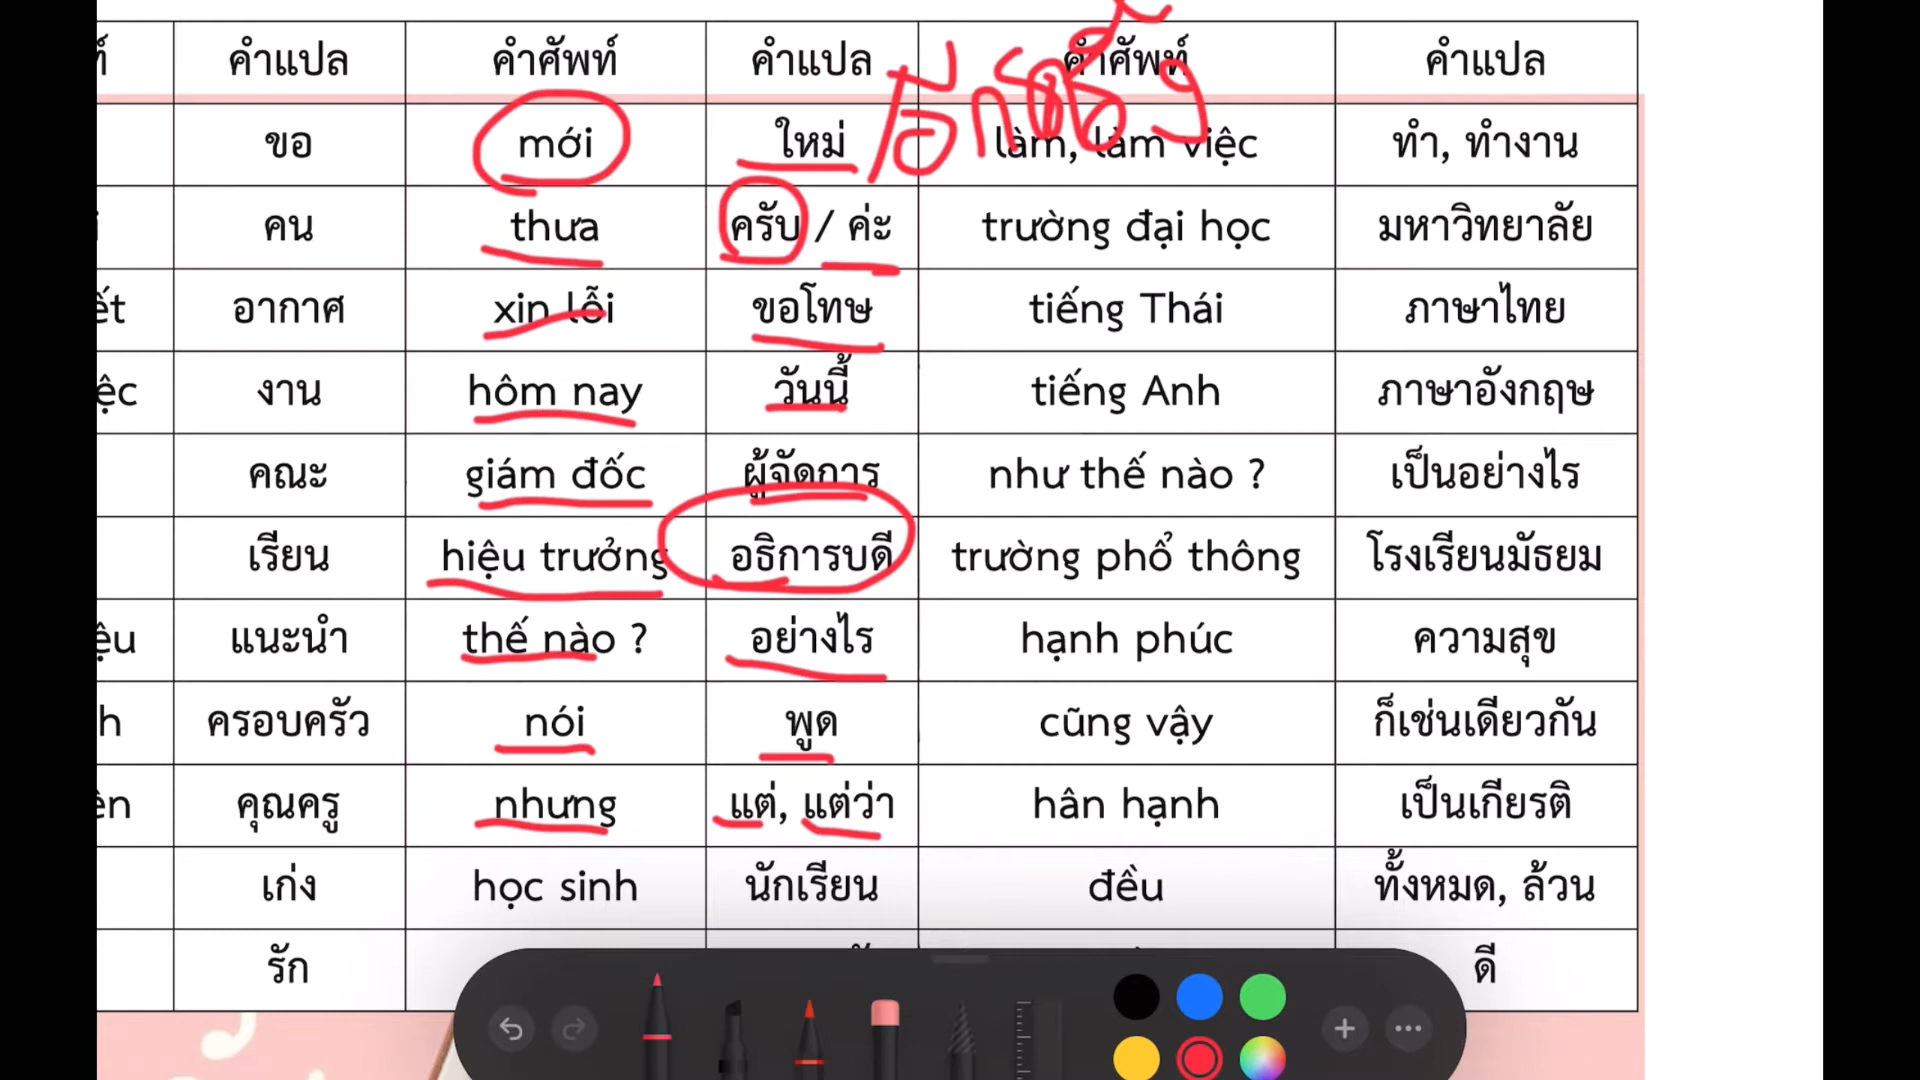 ท์ คำแปล คำศัพท์ คำแปล คำศัพท์ คำแปล
ขอ mới ใหม่ /อีกครั้ง làm, làm việc ทำ, ทำงาน
i คน thưa ครับ / ค่ะ trường đại học มหาวิทยาลัย
ết อากาศ xin lỗi ขอโทษ tiếng Thái ภาษาไทย
ệc งาน hôm nay วันนี้ tiếng Anh ภาษาอังกฤษ
คณะ giám đốc ผู้จัดการ như thế nào ? เป็นอย่างไร
เรียน hiệu trưởng อธิการบดี trường phổ thông โรงเรียนมัธยม
ệu แนะนำ thế nào ? อย่างไร hạnh phúc ความสุข
h ครอบครัว nói พูด cũng vậy ก็เช่นเดียวกัน
ên คุณครู nhưng แต่, แต่ว่า hân hạnh เป็นเกียรติ
เก่ง học sinh นักเรียน đều ทั้งหมด, ล้วน
รัก ดี